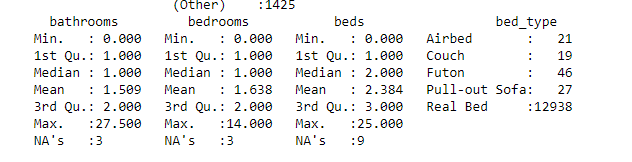 (Other)    :1425
bathrooms        bedrooms          beds                  bed_type
Min.   : 0.000   Min.   : 0.000   Min.   : 0.000   Airbed       :   21
1st Qu.: 1.000   1st Qu.: 1.000   1st Qu.: 1.000   Couch        :   19
Median : 1.000   Median : 1.000   Median : 2.000   Futon        :   46
Mean   : 1.509   Mean   : 1.638   Mean   : 2.384   Pull-out Sofa:   27
3rd Qu.: 2.000   3rd Qu.: 2.000   3rd Qu.: 3.000   Real Bed     :12938
Max.   :27.500   Max.   :14.000   Max.   :25.000
NA's   :3        NA's   :3        NA's   :9